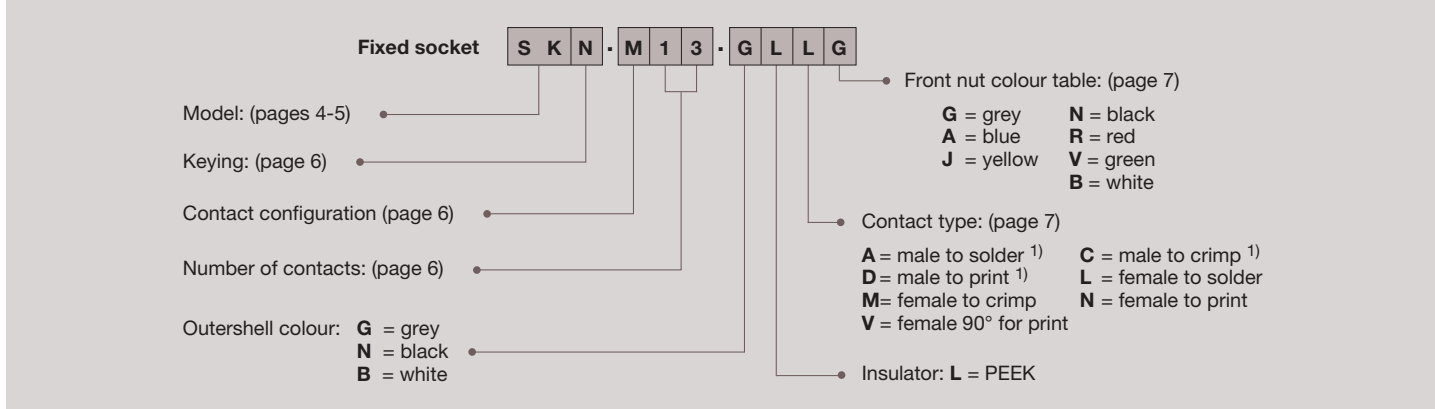 Fixed socket S K N · M 1 3 · G L L G
Model: (pages 4-5)
Keying: (page 6)
Contact configuration (page 6)
Number of contacts: (page 6)
Outershell colour: G = grey
N = black
B = white
Front nut colour table: (page 7)
G = grey N = black
A = blue R = red
J = yellow V = green
B = white
Contact type: (page 7)
A = male to solder 1) C = male to crimp 1)
D = male to print 1) L = female to solder
M= female to crimp N = female to print
V = female 90° for print
Insulator: L = PEEK